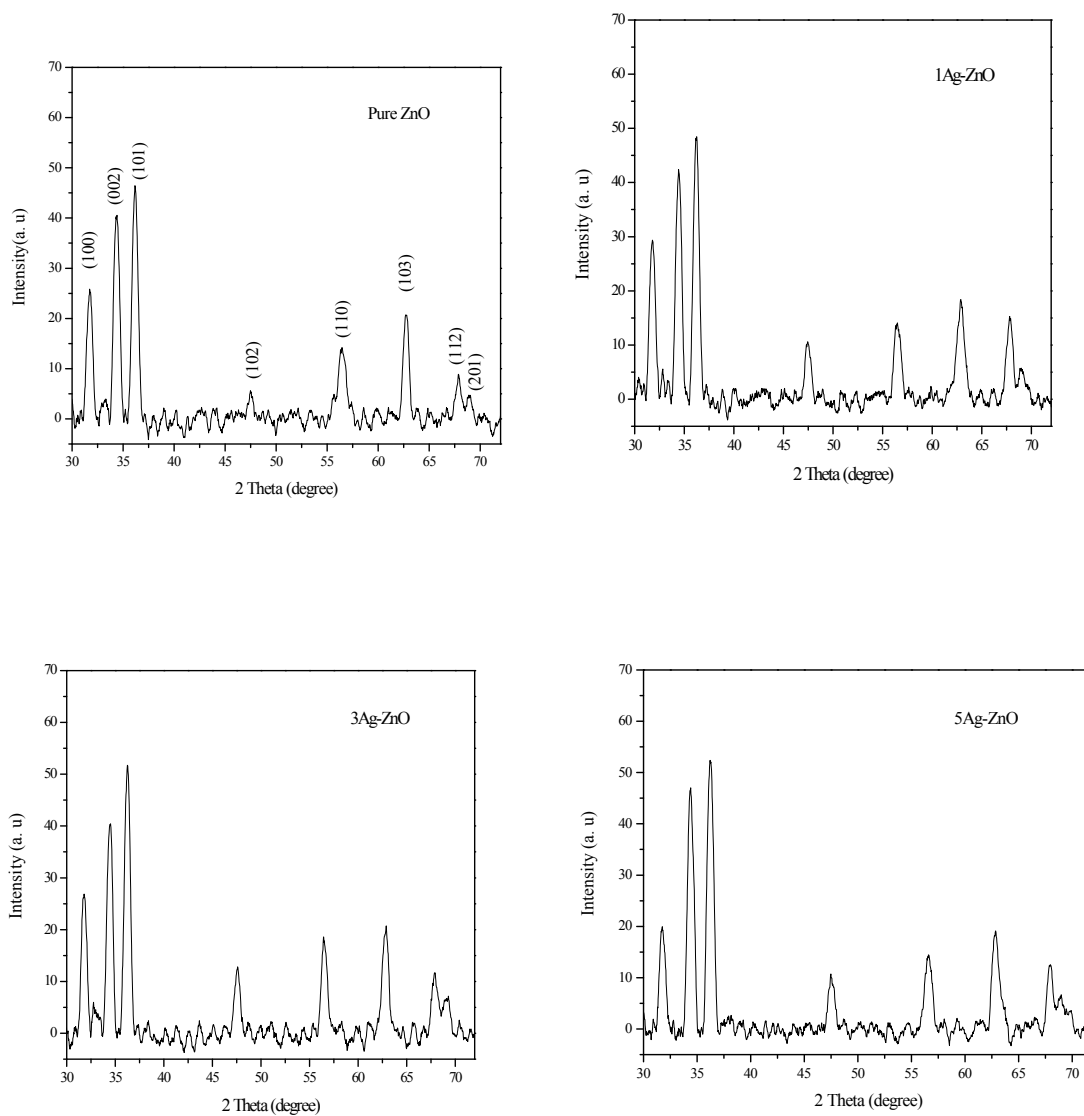 70
60
50
40
30
20
10
0
Intensity(a. u)
Pure ZnO
(100)
(002)
(101)
(102)
(110)
(103)
(112)
(201)
30 35 40 45 50 55 60 65 70
2 Theta (degree)
70
60
50
40
30
20
10
0
Intensity (a. u)
1Ag-ZnO
30 35 40 45 50 55 60 65 70
2 Theta (degree)
70
60
50
40
30
20
10
0
Intensity (a. u)
3Ag-ZnO
30 35 40 45 50 55 60 65 70
2 Theta (degree)
70
60
50
40
30
20
10
0
Intensity (a. u)
5Ag-ZnO
30 35 40 45 50 55 60 65 70
2 Theta (degree)